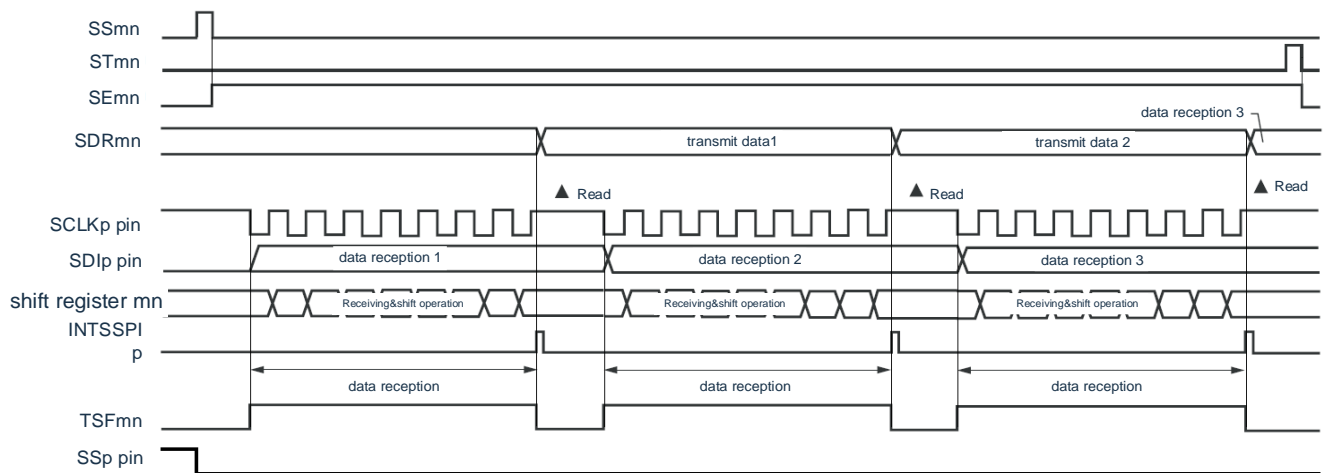 SSmn
STmn
SEmn
data reception 3
SDRmn
transmit data1
transmit data 2
Read
Read
Read
SCLKp pin
SDIp pin
data reception 1
data reception 2
data reception 3
shift register mn
Receiving&shift operation
Receiving&shift operation
Receiving&shift operation
INTSSPI
p
data reception
data reception
data reception
TSFmn
SSp pin